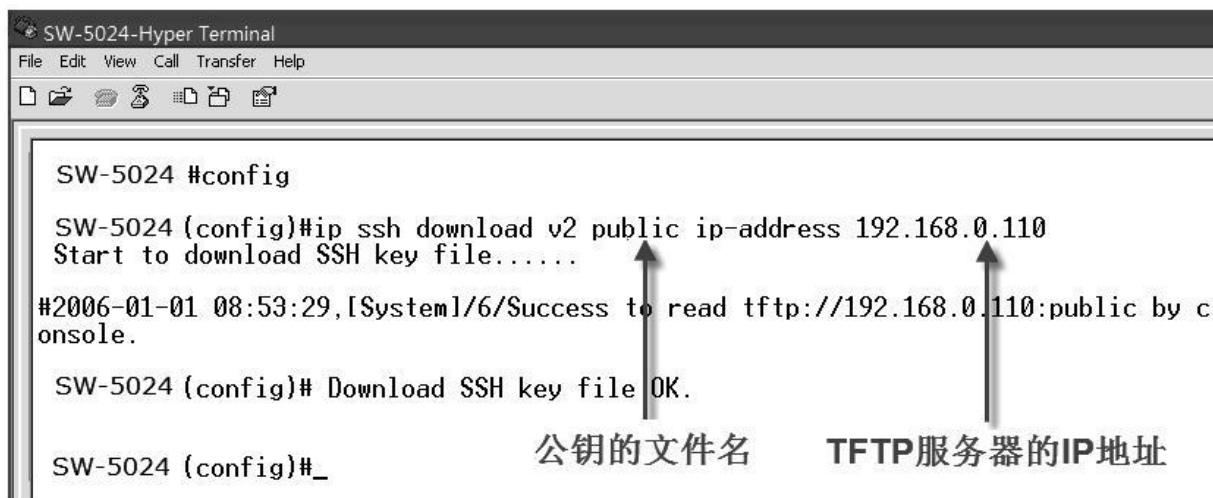 SW-5024-Hyper Terminal
File Edit View Call Transfer Help
SW-5024 #config
SW-5024 (config)#ip ssh download v2 public ip-address 192.168.0.110
Start to download SSH key file......
#2006-01-01 08:53:29,[System]/6/Success to read tftp://192.168.0.110:public by c
onsole.
SW-5024 (config)# Download SSH key file OK.
公钥的文件名 TFTP服务器的IP地址
SW-5024 (config)#_